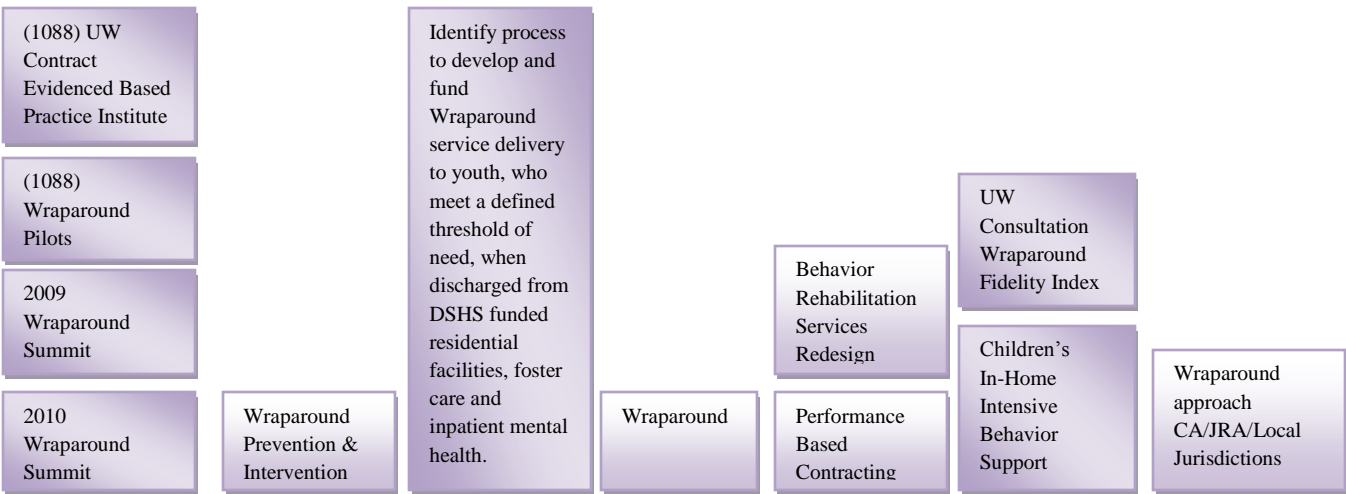 (1088) UW
Contract
Evidenced Based
Practice Institute
(1088)
Wraparound
Pilots
2009
Wraparound
Summit
2010
Wraparound
Summit
Wraparound
Prevention &
Intervention
Identify process
to develop and
fund
Wraparound
service delivery
to youth, who
meet a defined
threshold of
need, when
discharged from
DSHS funded
residential
facilities, foster
care and
inpatient mental
health.
Wraparound
Behavior
Rehabilitation
Services
Redesign
Performance
Based
Contracting
UW
Consultation
Wraparound
Fidelity Index
Children’s
In-Home
Intensive
Behavior
Support
Wraparound
approach
CA/JRA/Local
Jurisdictions